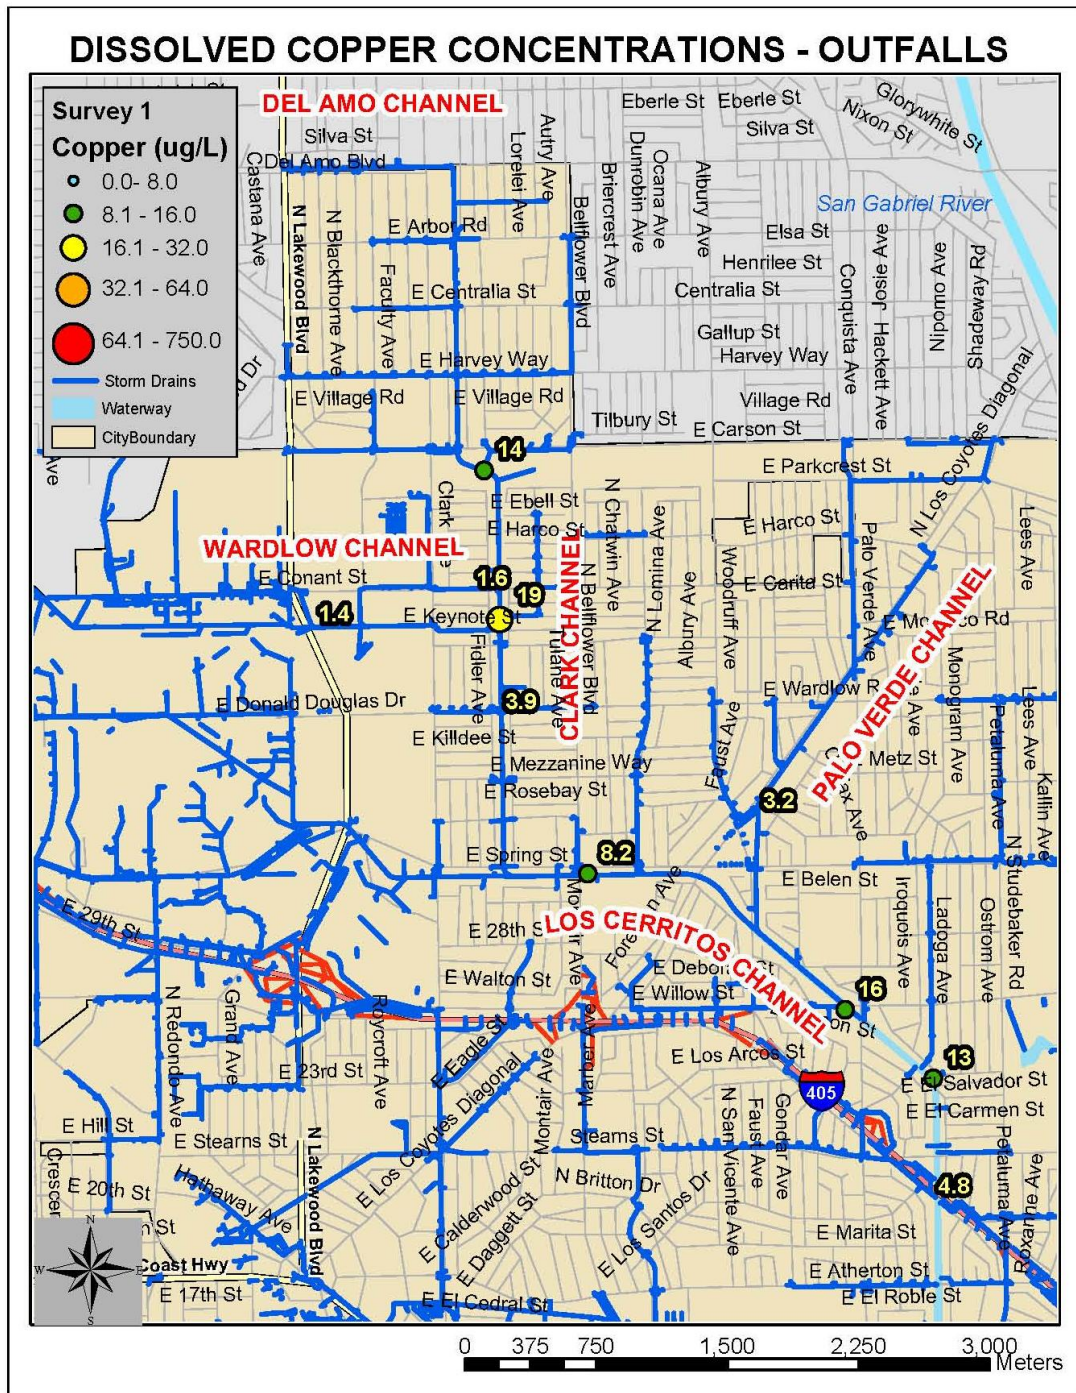 DISSOLVED COPPER CONCENTRATIONS - OUTFALLS
Survey 1
Copper (ug/L)
0.0- 8.0
8.1 - 16.0
16.1 - 32.0
32.1 - 64.0
64.1 - 750.0
Storm Drains
Waterway
CityBoundary
DEL AMO CHANNEL
Silva St
Del Amo Blvd
Castana Ave
N Lakewood Blvd
N Blackthorne Ave
Faculty Ave
E Arbor Rd
Lorelei Ave
Autry Ave
Bellflower Blvd
Briercrest Ave
Dunrobin Ave
Ocana Ave
Albury Ave
Eberle St
Eberle St
Silva St
Nixon St
Glorywhite St
San Gabriel River
Elsa St
Henrilee St
Centralia St
Gallup St
Harvey Way
Conquista Ave
Josie Ave
Hackett Ave
Nipomo Ave
Shadeway Rd
E Centralia St
E Harvey Way
E Village Rd
E Village Rd
Tilbury St
Village Rd
E Carson St
Dr
Ave
14
E Parkcrest St
N Los Coyotes Diagonal
Clark
E Ebell St
E Harco St
N Chatwin Ave
N Lomina Ave
E Harco St
Lees Ave
WARDLOW CHANNEL
E Conant St
1.6
19
1.4
E Keynote St
CLARK CHANNEL
N Bellflower Blvd
Albury Ave
Woodruff Ave
E Carita St
Palo Verde Ave
PALO VERDE CHANNEL
Fidler Ave
Tulane Ave
3.9
E Donald Douglas Dr
E Killdee St
E Mezzanine Way
E Rosebay St
Faust Ave
E Wardlow R
Monogram Ave
Petaluma Ave
Lees Ave
Metz St
Kallin Ave
3.2
E Spring St
8.2
E Belen St
N Studebaker Rd
E 29th St
E 28th S
LOS CERRITOS CHANNEL
E Walton St
E Willow St
Iroquois Ave
Ladoga Ave
Ostrom Ave
16
N Redondo Ave
Grand Ave
Roycroft Ave
E Eagle St
E Los Arcos St
13
E El Salvador St
E El Carmen St
405
E 23rd St
E Hill St
E Stearns St
E Los Coyotes Diagonal
Montair Ave
Stearns St
N San Vicente Ave
Faust Ave
Gondar Ave
Petaluma Ave
Roxanne Ave
4.8
Crescen
E 20th St
Hathaway Ave
N Lakewood Blvd
E Calderwood St
E Daggett St
N Britton Dr
E Los Santos Dr
E Marita St
E Atherton St
n St
Coast Hwy
E 17th St
E El Cedral St
E El Roble St
N
W
E
S
0 375 750 1,500 2,250 3,000
Meters